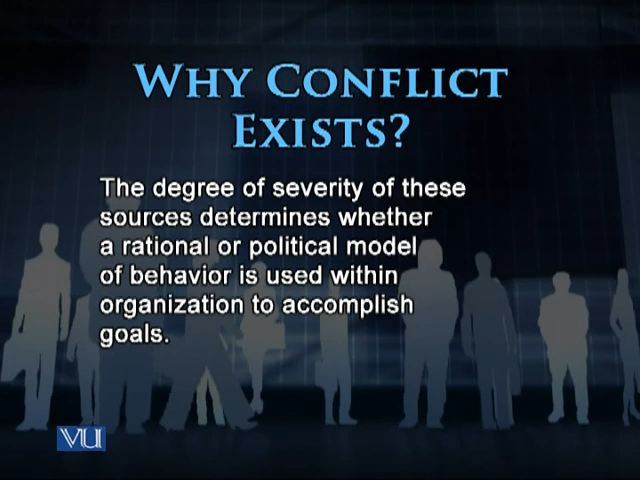 WHY CONFLICT
EXISTS?
The degree of severity of these
sources determines whether
a rational or political model
of behavior is used within
organization to accomplish
goals.
VU